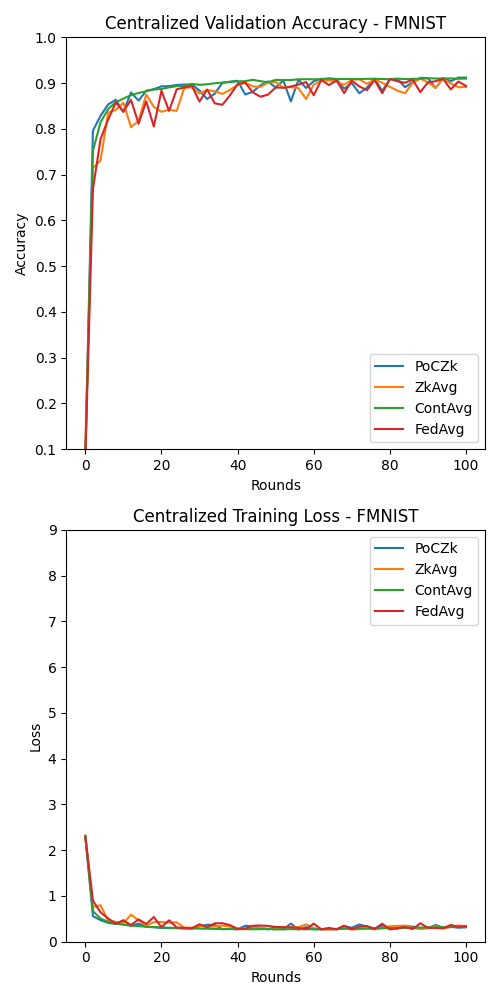 Centralized Validation Accuracy - FMNIST
1.0
0.9
0.8
0.7
0.6
0.5
0.4
0.3
0.2
0.1
Accuracy
PoCZk
ZkAvg
ContAvg
FedAvg
0 20 40 60 80 100
Rounds
Centralized Training Loss - FMNIST
9
8
7
6
5
4
3
2
1
0
Loss
PoCZk
ZkAvg
ContAvg
FedAvg
0 20 40 60 80 100
Rounds